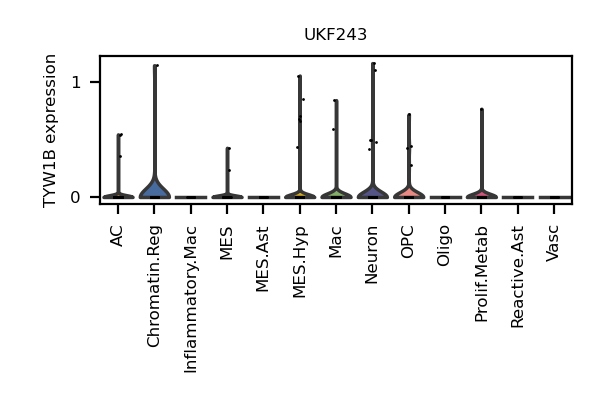 UKF243
TYW1B expression
1
0
AC
Chromatin.Reg
Inflammatory.Mac
MES
MES.Ast
MES.Hyp
Mac
Neuron
OPC
Oligo
Prolif.Metab
Reactive.Ast
Vasc